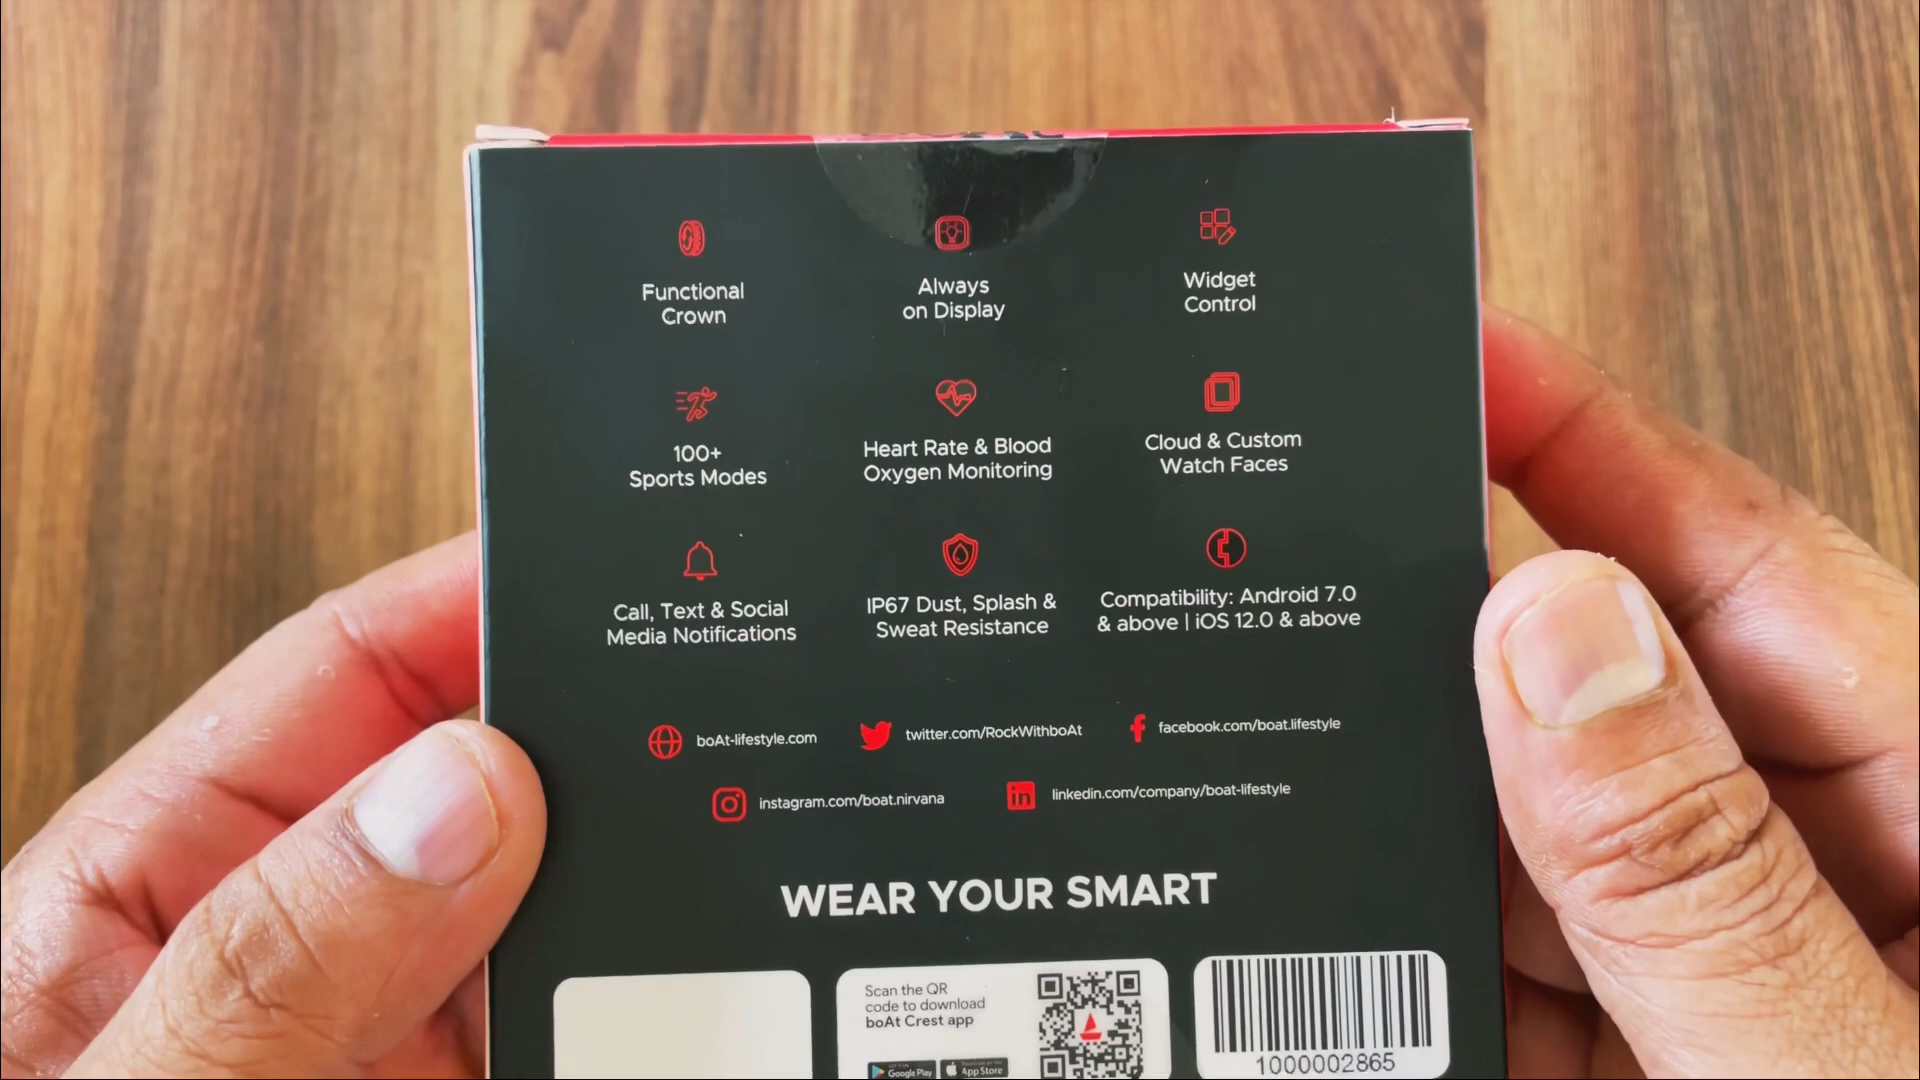 Functional
Crown
Always
on Display
Widget
Control
100+
Sports Modes
Heart Rate & Blood
Oxygen Monitoring
Cloud & Custom
Watch Faces
Call, Text & Social
Media Notifications
IP67 Dust, Splash &
Sweat Resistance
Compatibility: Android 7.0
& above | iOS 12.0 & above
boAt-lifestyle.com
twitter.com/RockWithboAt
facebook.com/boat.lifestyle
instagram.com/boat.nirvana
linkedin.com/company/boat-lifestyle
WEAR YOUR SMART
Scan the QR
code to download
boAt Crest app
Google Play
App Store
1000002865